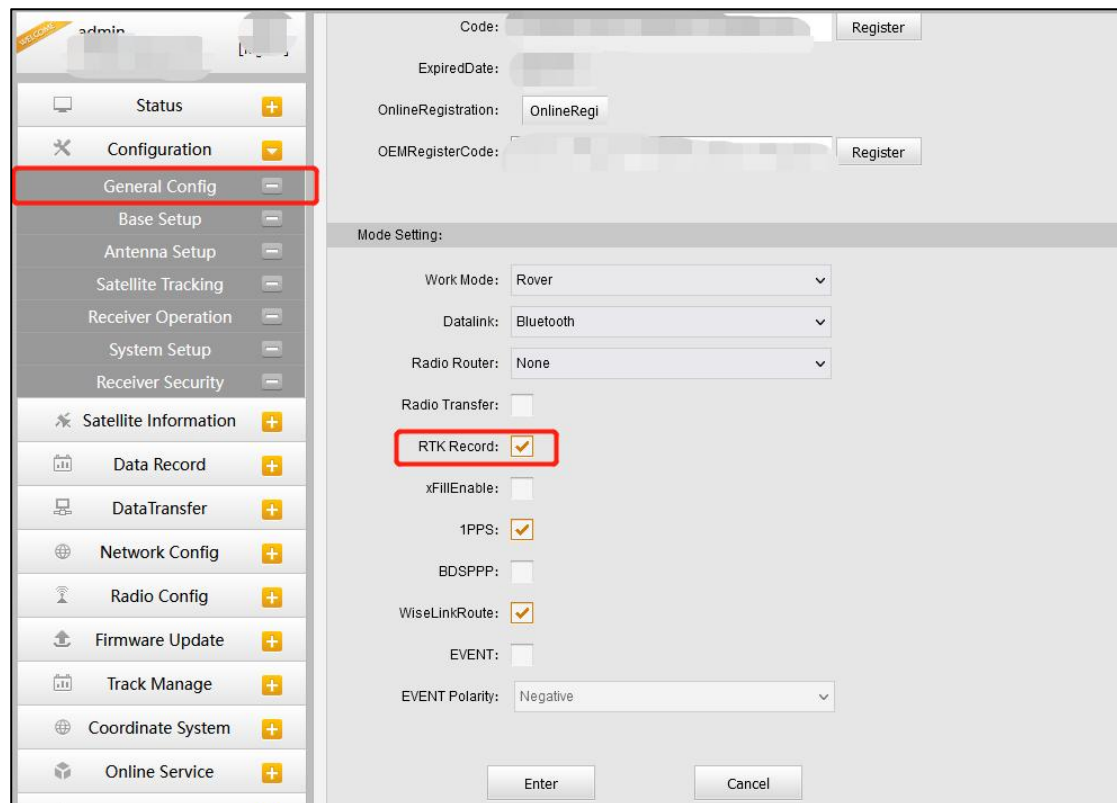 WELCOME
admin
Status
Configuration
General Config
Base Setup
Antenna Setup
Satellite Tracking
Receiver Operation
System Setup
Receiver Security
Satellite Information
Data Record
DataTransfer
Network Config
Radio Config
Firmware Update
Track Manage
Coordinate System
Online Service
Code: Register
ExpiredDate:
OnlineRegistration: OnlineRegi
OEMRegisterCode: Register
Mode Setting:
Work Mode: Rover
Datalink: Bluetooth
Radio Router: None
Radio Transfer:
RTK Record:
xFillEnable:
1PPS:
BDSPPP:
WiseLinkRoute:
EVENT:
EVENT Polarity: Negative
Enter Cancel